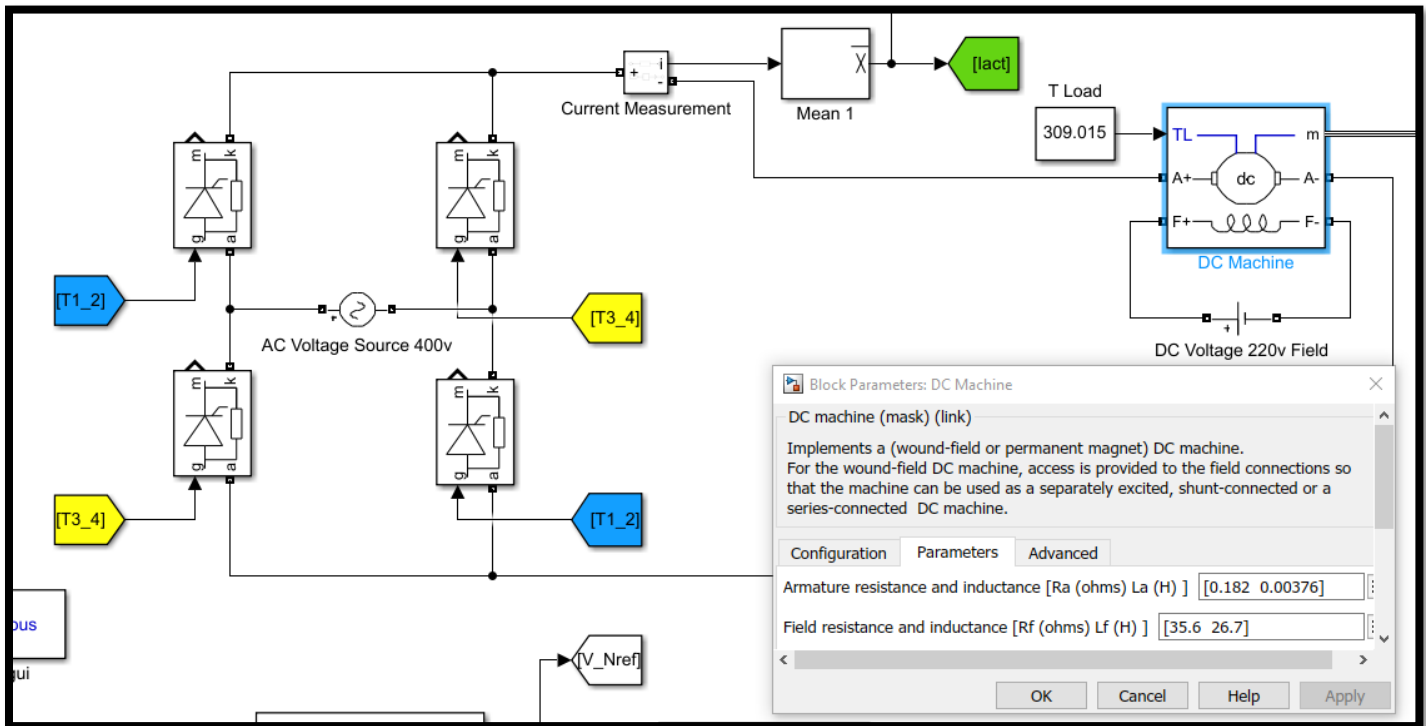 Current Measurement
+
i
-
Mean 1
X
[Iact]
T Load
309.015
TL
m
A+
dc
A-
F+
F-
DC Machine
DC Voltage 220v Field
+
m
k
g
a
m
k
g
a
[T1_2]
[T3_4]
+
AC Voltage Source 400v
m
k
g
a
m
k
g
a
[T3_4]
[T1_2]
ous
gui
[V_Nref]
Block Parameters: DC Machine
DC machine (mask) (link)
Implements a (wound-field or permanent magnet) DC machine.
For the wound-field DC machine, access is provided to the field connections so
that the machine can be used as a separately excited, shunt-connected or a
series-connected DC machine.
Configuration
Parameters
Advanced
Armature resistance and inductance [Ra (ohms) La (H) ]
[0.182 0.00376]
Field resistance and inductance [Rf (ohms) Lf (H) ]
[35.6 26.7]
OK
Cancel
Help
Apply